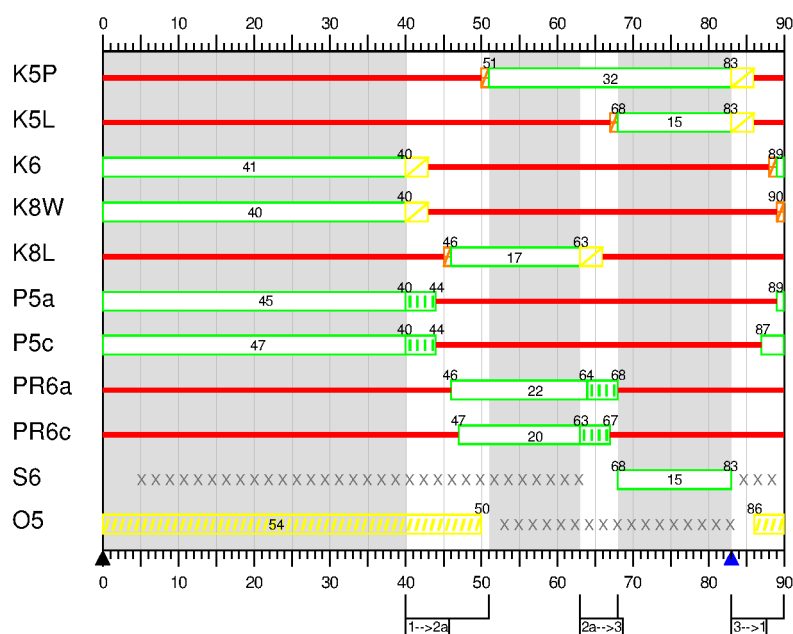 0 10 20 30 40 50 60 70 80 90
K5P 51 32 83
K5L 68 15 83
K6 41 40 89
K8W 40 40 90
K8L 46 17 63
P5a 45 40 44 89
P5c 47 40 44 87
PR6a 46 22 64 68
PR6c 47 20 63 67
S6 X X X X X X X X X X X X X X X X X X X X X X X X X X X X X X X X 68 15 83 X X X
O5 54 50 X X X X X X X X X X X X X X X X X 86
0 10 20 30 40 50 60 70 80 90
1-->2a 2a-->3 3-->1